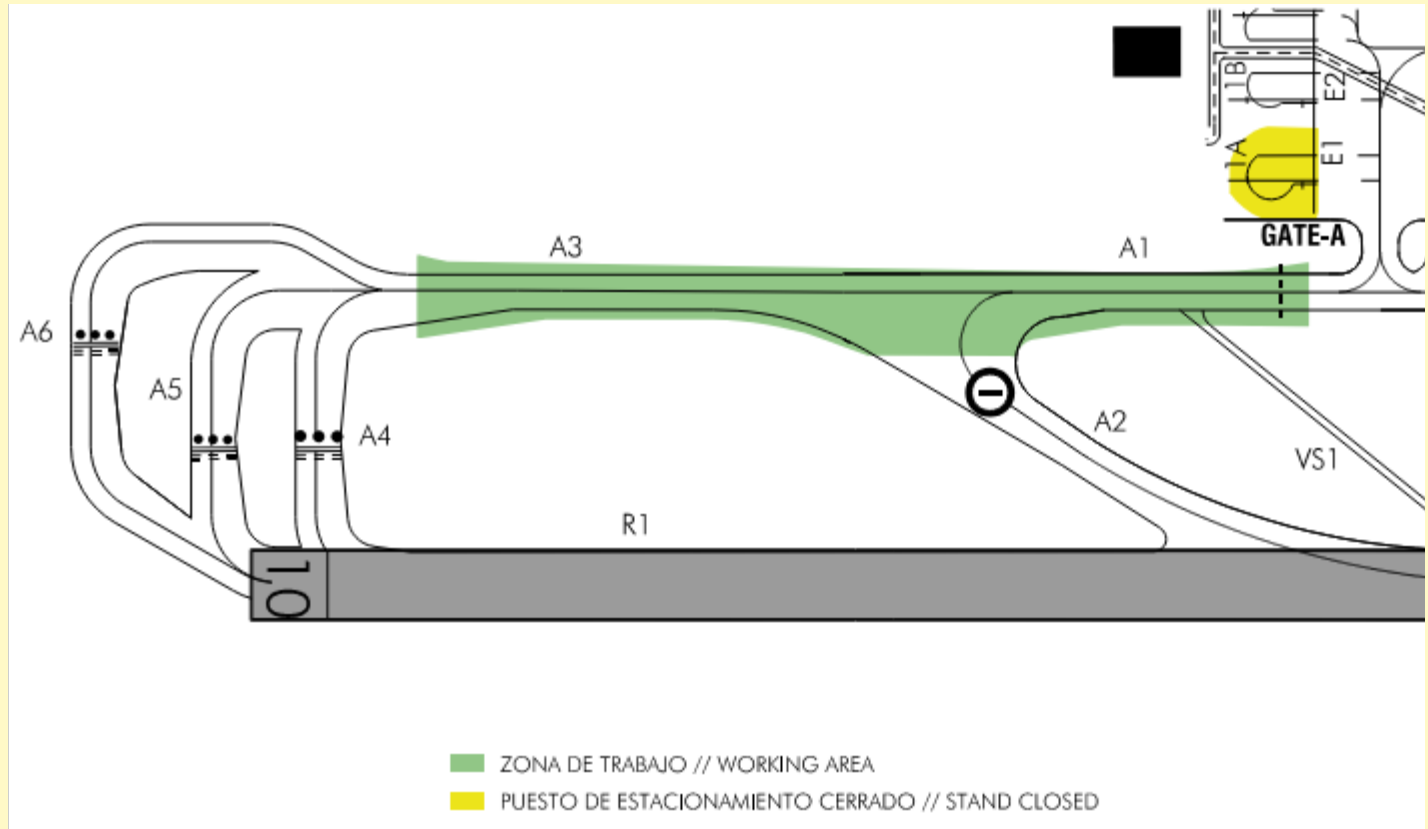 1B
E2
1A
E1
GATE-A
A3
A1
A6
A5
A4
A2
VS1
R1
01
ZONA DE TRABAJO // WORKING AREA
PUESTO DE ESTACIONAMIENTO CERRADO // STAND CLOSED